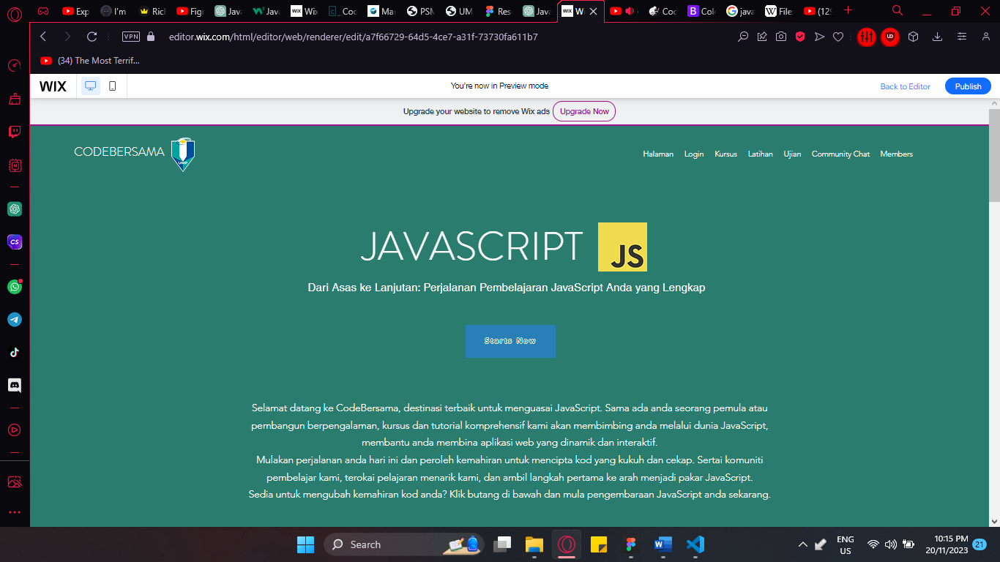 Exp
I'm
Rich
Figm
Java
Java
Wix
Coc
Mar
PSM
UM
Res
Java
W
Coc
Col
java
Files
(129
VPN
editor.wix.com/html/editor/web/renderer/edit/a7f66729-64d5-4ce7-a31f-73730fa611b7
(34) The Most Terrif...
WIX
You're now in Preview mode
Back to Editor
Publish
Upgrade your website to remove Wix ads
Upgrade Now
CODEBERSAMA
UMP
Halaman
Login
Kursus
Latihan
Ujian
Community Chat
Members
JAVASCRIPT
JS
Dari Asas ke Lanjutan: Perjalanan Pembelajaran JavaScript Anda yang Lengkap
Starts Now
Selamat datang ke CodeBersama, destinasi terbaik untuk menguasai JavaScript. Sama ada anda seorang pemula atau
pembangun berpengalaman, kursus dan tutorial komprehensif kami akan membimbing anda melalui dunia JavaScript,
membantu anda membina aplikasi web yang dinamik dan interaktif.
Mulakan perjalanan anda hari ini dan peroleh kemahiran untuk mencipta kod yang kukuh dan cekap. Sertai komuniti
pembelajar kami, terokai pelajaran menarik kami, dan ambil langkah pertama ke arah menjadi pakar JavaScript.
Sedia untuk mengubah kemahiran kod anda? Klik butang di bawah dan mula pengembaraan JavaScript anda sekarang.
Search
ENG
US
10:15 PM
20/11/2023
21